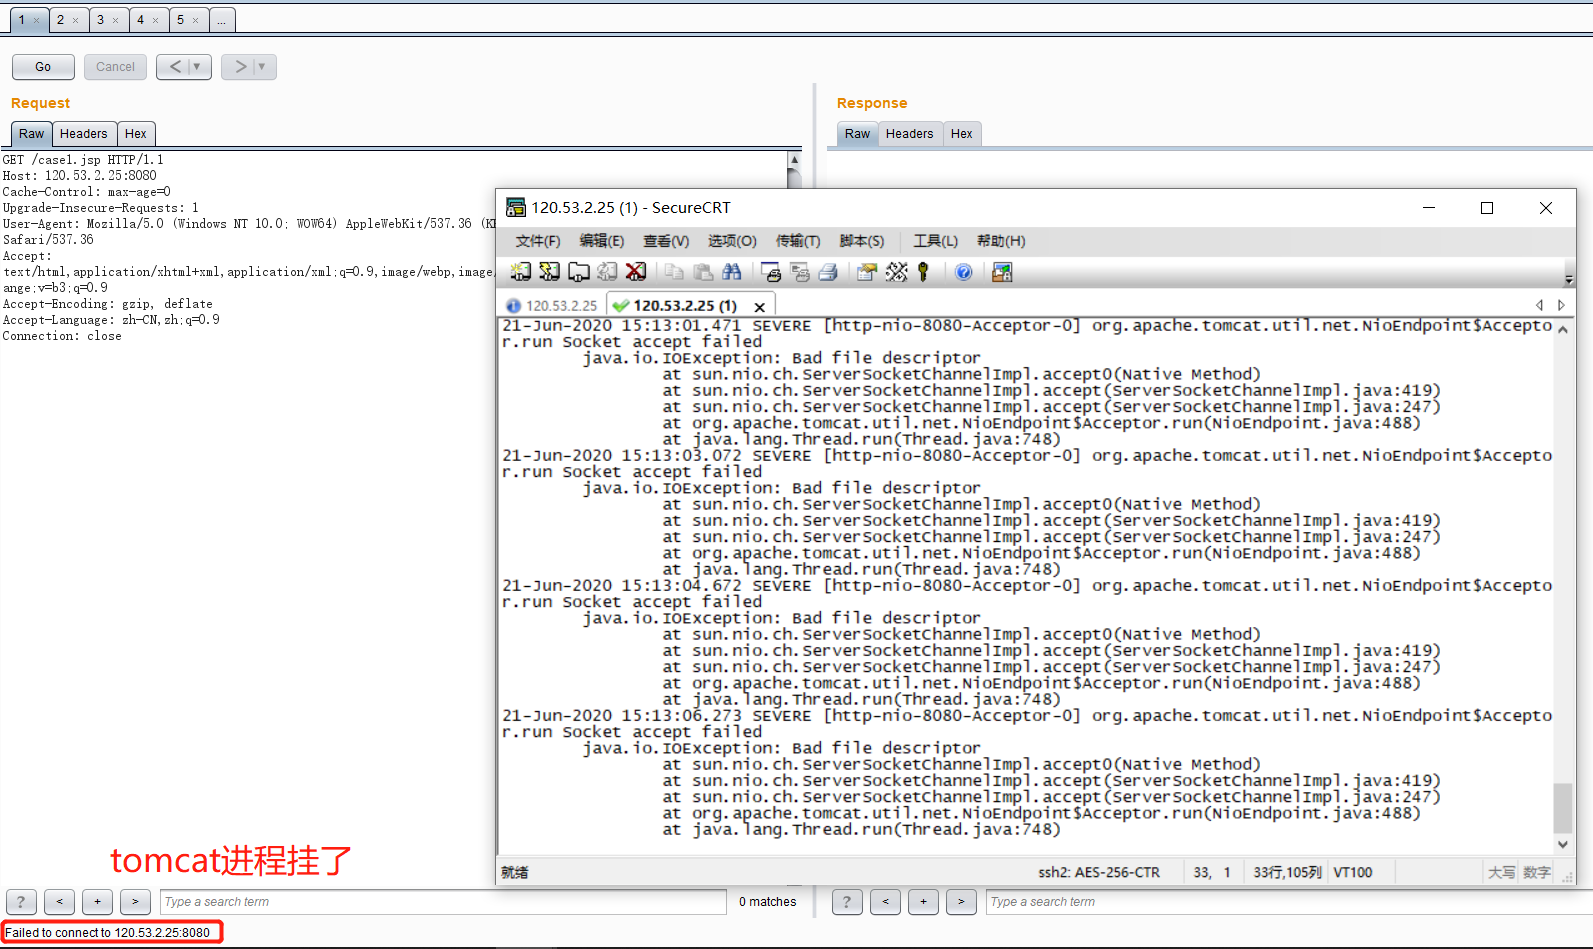 1 × 2 × 3 × 4 × 5 × ...
Go Cancel < ▼ > ▼
Request
Raw Headers Hex
GET /case1.jsp HTTP/1.1
Host: 120.53.2.25:8080
Cache-Control: max-age=0
Upgrade-Insecure-Requests: 1
User-Agent: Mozilla/5.0 (Windows NT 10.0; WOW64) AppleWebKit/537.36
Safari/537.36
Accept:
text/html,application/xhtml+xml,application/xml;q=0.9,image/webp,image/
ange;v=b3;q=0.9
Accept-Encoding: gzip, deflate
Accept-Language: zh-CN,zh;q=0.9
Connection: close
tomcat进程挂了
? < + > Type a search term 0 matches
Failed to connect to 120.53.2.25:8080
Response
Raw Headers Hex
120.53.2.25 (1) - SecureCRT
文件(F) 编辑(E) 查看(V) 选项(O) 传输(T) 脚本(S) 工具(L) 帮助(H)
120.53.2.25 120.53.2.25 (1) ×
21-Jun-2020 15:13:01.471 SEVERE [http-nio-8080-Acceptor-0] org.apache.tomcat.util.net.NioEndpoint$Accepto
r.run Socket accept failed
java.io.IOException: Bad file descriptor
at sun.nio.ch.ServerSocketChannelImpl.accept0(Native Method)
at sun.nio.ch.ServerSocketChannelImpl.accept(ServerSocketChannelImpl.java:419)
at sun.nio.ch.ServerSocketChannelImpl.accept(ServerSocketChannelImpl.java:247)
at org.apache.tomcat.util.net.NioEndpoint$Acceptor.run(NioEndpoint.java:488)
at java.lang.Thread.run(Thread.java:748)
21-Jun-2020 15:13:03.072 SEVERE [http-nio-8080-Acceptor-0] org.apache.tomcat.util.net.NioEndpoint$Accepto
r.run Socket accept failed
java.io.IOException: Bad file descriptor
at sun.nio.ch.ServerSocketChannelImpl.accept0(Native Method)
at sun.nio.ch.ServerSocketChannelImpl.accept(ServerSocketChannelImpl.java:419)
at sun.nio.ch.ServerSocketChannelImpl.accept(ServerSocketChannelImpl.java:247)
at org.apache.tomcat.util.net.NioEndpoint$Acceptor.run(NioEndpoint.java:488)
at java.lang.Thread.run(Thread.java:748)
21-Jun-2020 15:13:04.672 SEVERE [http-nio-8080-Acceptor-0] org.apache.tomcat.util.net.NioEndpoint$Accepto
r.run Socket accept failed
java.io.IOException: Bad file descriptor
at sun.nio.ch.ServerSocketChannelImpl.accept0(Native Method)
at sun.nio.ch.ServerSocketChannelImpl.accept(ServerSocketChannelImpl.java:419)
at sun.nio.ch.ServerSocketChannelImpl.accept(ServerSocketChannelImpl.java:247)
at org.apache.tomcat.util.net.NioEndpoint$Acceptor.run(NioEndpoint.java:488)
at java.lang.Thread.run(Thread.java:748)
21-Jun-2020 15:13:06.273 SEVERE [http-nio-8080-Acceptor-0] org.apache.tomcat.util.net.NioEndpoint$Accepto
r.run Socket accept failed
java.io.IOException: Bad file descriptor
at sun.nio.ch.ServerSocketChannelImpl.accept0(Native Method)
at sun.nio.ch.ServerSocketChannelImpl.accept(ServerSocketChannelImpl.java:419)
at sun.nio.ch.ServerSocketChannelImpl.accept(ServerSocketChannelImpl.java:247)
at org.apache.tomcat.util.net.NioEndpoint$Acceptor.run(NioEndpoint.java:488)
at java.lang.Thread.run(Thread.java:748)
就绪 ssh2: AES-256-CTR 33, 1 33行,105列 VT100 大写 数字
? < + > Type a search term